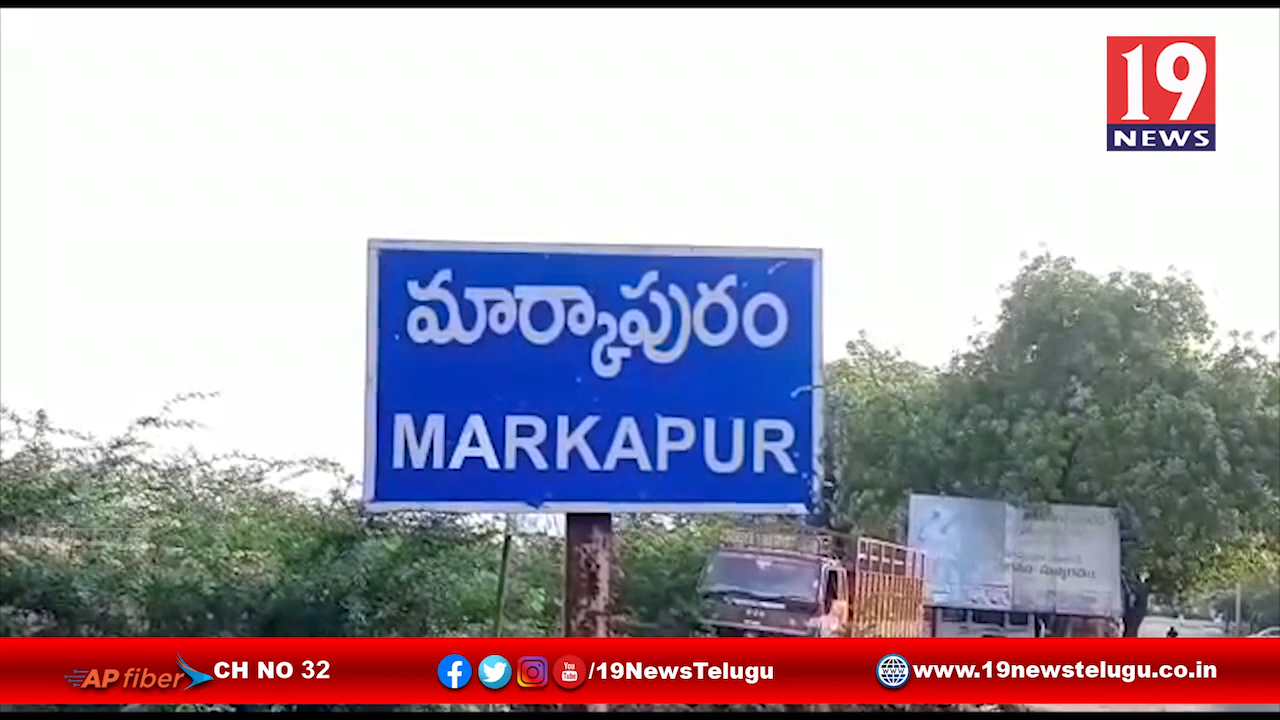 19
NEWS
మార్కాపురం
MARKAPUR
AP fiber CH NO 32 /19NewsTelugu www.19newstelugu.co.in